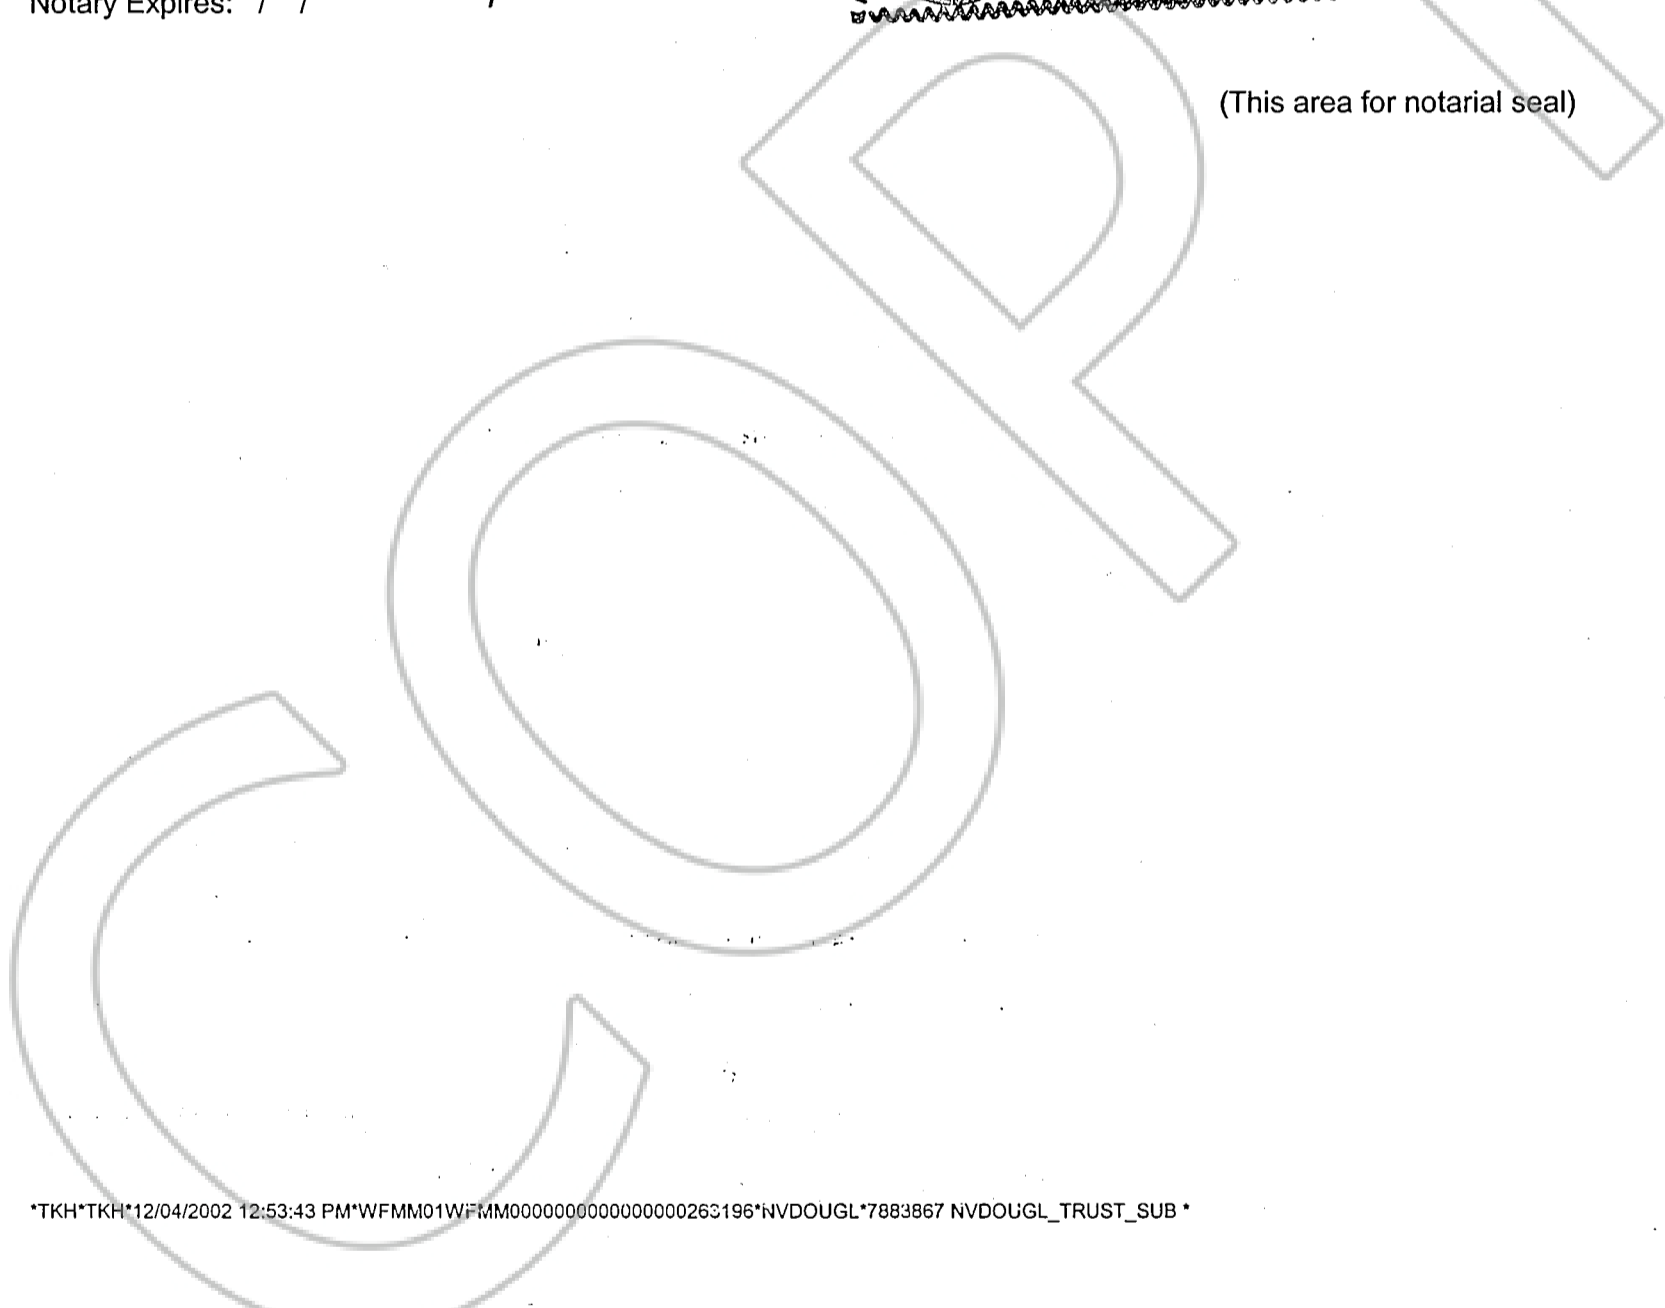 Notary Expires: / /
(This area for notarial seal)
COPY
*TKH*TKH*12/04/2002 12:53:43 PM*WFMM01WFMM0000000000000000263196*NVDOUGL*7883867 NVDOUGL_TRUST_SUB *